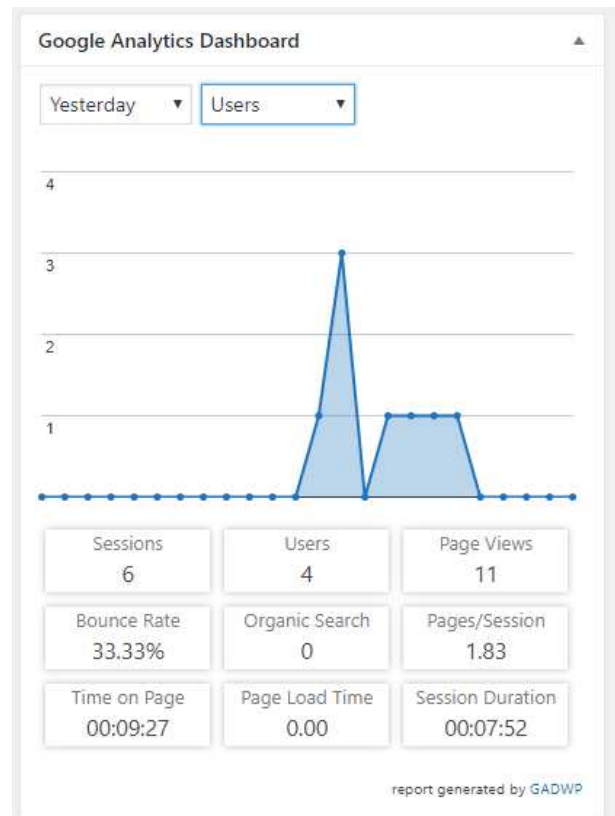 Google Analytics Dashboard
Yesterday Users
4
3
2
1
Sessions Users Page Views
6 4 11
Bounce Rate Organic Search Pages/Session
33.33% 0 1.83
Time on Page Page Load Time Session Duration
00:09:27 0.00 00:07:52
report generated by GADWP